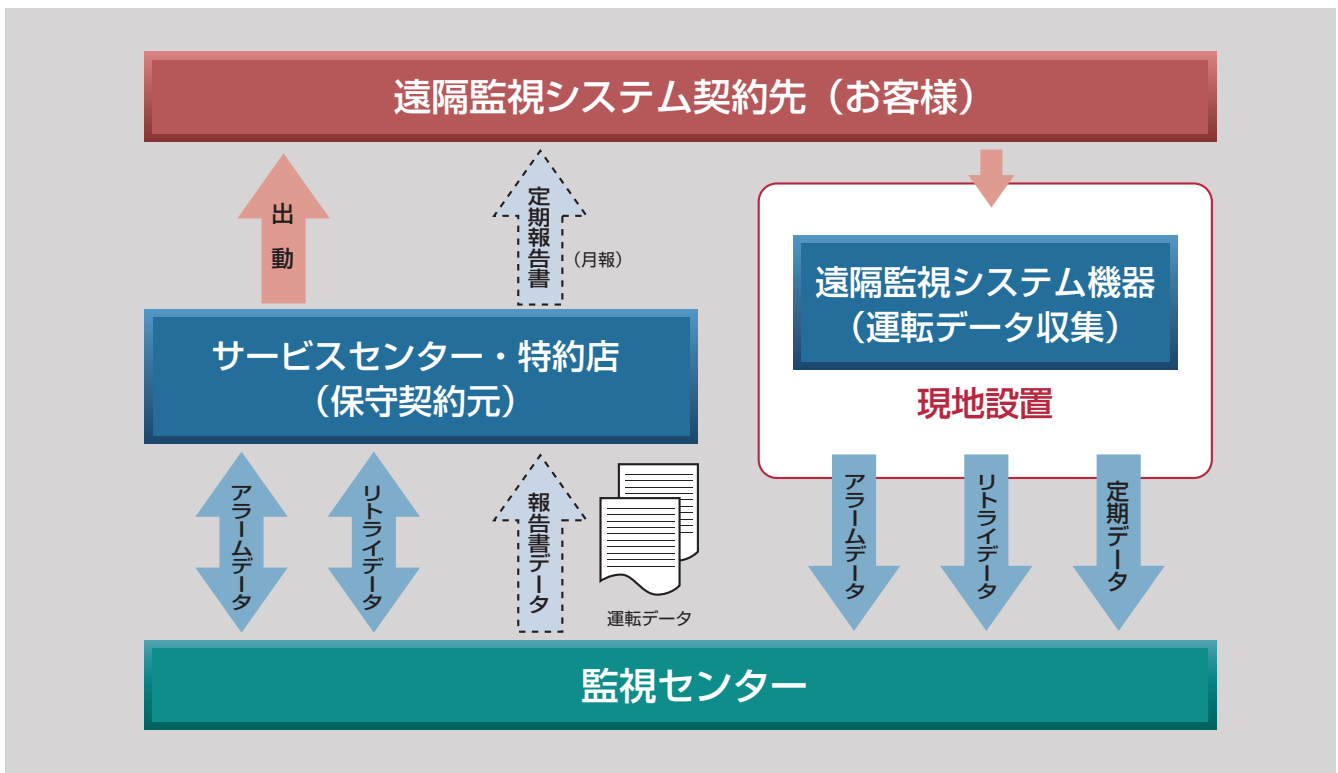 遠隔監視システム契約先（お客様）
出動
定期報告書
（月報）
サービスセンター・特約店
（保守契約元）
遠隔監視システム機器
（運転データ収集）
現地設置
アラームデータ
リトライデータ
報告書データ
運転データ
アラームデータ
リトライデータ
定期データ
監視センター